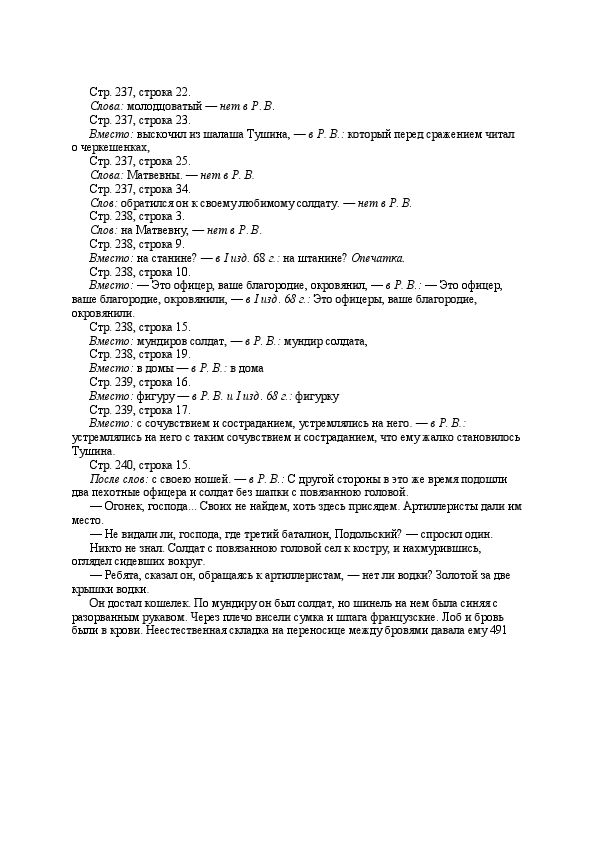 Стр. 237, строка 22.
Слова: молодцоватый — нет в Р. В.
Стр. 237, строка 23.
Вместо: выскочил из шалаша Тушина, — в Р. В.: который перед сражением читал
о черкешенках,
Стр. 237, строка 25.
Слова: Матвевны. — нет в Р. В.
Стр. 237, строка 34.
Слов: обратился он к своему любимому солдату. — нет в Р. В.
Стр. 238, строка 3.
Слов: на Матвевну, — нет в Р. В.
Стр. 238, строка 9.
Вместо: на станине? — в I изд. 68 г.: на штанине? Опечатка.
Стр. 238, строка 10.
Вместо: — Это офицер, ваше благородие, окровянил, — в Р. В.: — Это офицер,
ваше благородие, окровянили, — в I изд. 68 г.: Это офицеры, ваше благородие,
окровянили.
Стр. 238, строка 15.
Вместо: мундиров солдат, — в Р. В.: мундир солдата,
Стр. 238, строка 19.
Вместо: в домы — в Р. В.: в дома
Стр. 239, строка 16.
Вместо: фигуру — в Р. В. и I изд. 68 г.: фигурку
Стр. 239, строка 17.
Вместо: с сочувствием и состраданием, устремлялись на него. — в Р. В.:
устремлялись на него с таким сочувствием и состраданием, что ему жалко становилось
Тушина.
Стр. 240, строка 15.
После слов: с своею ношей. — в Р. В.: С другой стороны в это же время подошли
два пехотные офицера и солдат без шапки с повязанною головой.
— Огонек, господа... Своих не найдем, хоть здесь присядем. Артиллеристы дали им
место.
— Не видали ли, господа, где третий баталион, Подольский? — спросил один.
Никто не знал. Солдат с повязанною головой сел к костру, и нахмурившись,
оглядел сидевших вокруг.
— Ребята, сказал он, обращаясь к артиллеристам, — нет ли водки? Золотой за две
крышки водки.
Он достал кошелек. По мундиру он был солдат, но шинель на нем была синяя с
разорванным рукавом. Через плечо висели сумка и шпага французские. Лоб и бровь
были в крови. Неестественная складка на переносице между бровями давала ему 491